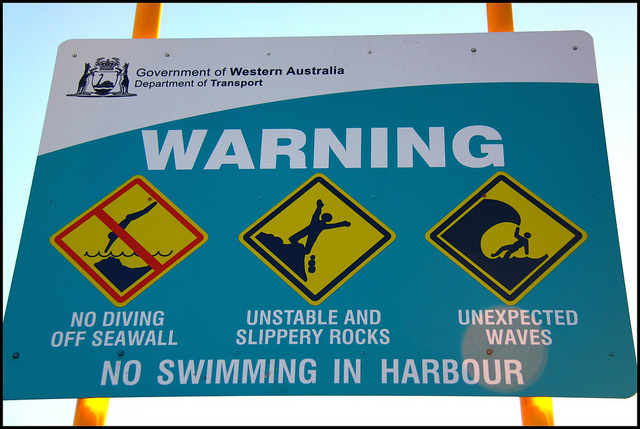 Government of Western Australia
Department of Transport
WARNING
NO DIVING
OFF SEAWALL
UNSTABLE AND
SLIPPERY ROCKS
UNEXPECTED
WAVES
NO SWIMMING IN HARBOUR